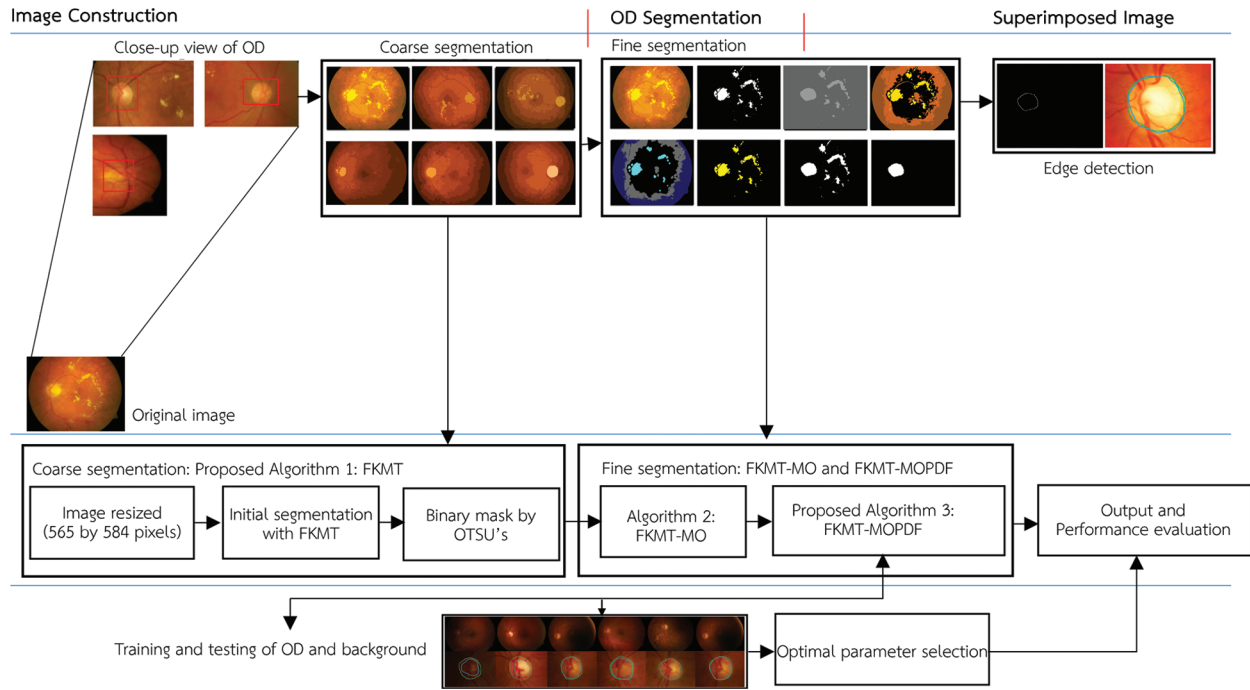 Image Construction
OD Segmentation
Superimposed Image
Close-up view of OD
Coarse segmentation
Fine segmentation
Edge detection
Original image
Coarse segmentation: Proposed Algorithm 1: FKMT
Fine segmentation: FKMT-MO and FKMT-MOPDF
Image resized
(565 by 584 pixels)
Initial segmentation
with FKMT
Binary mask by
OTSU's
Algorithm 2:
FKMT-MO
Proposed Algorithm 3:
FKMT-MOPDF
Output and
Performance evaluation
Training and testing of OD and background
Optimal parameter selection